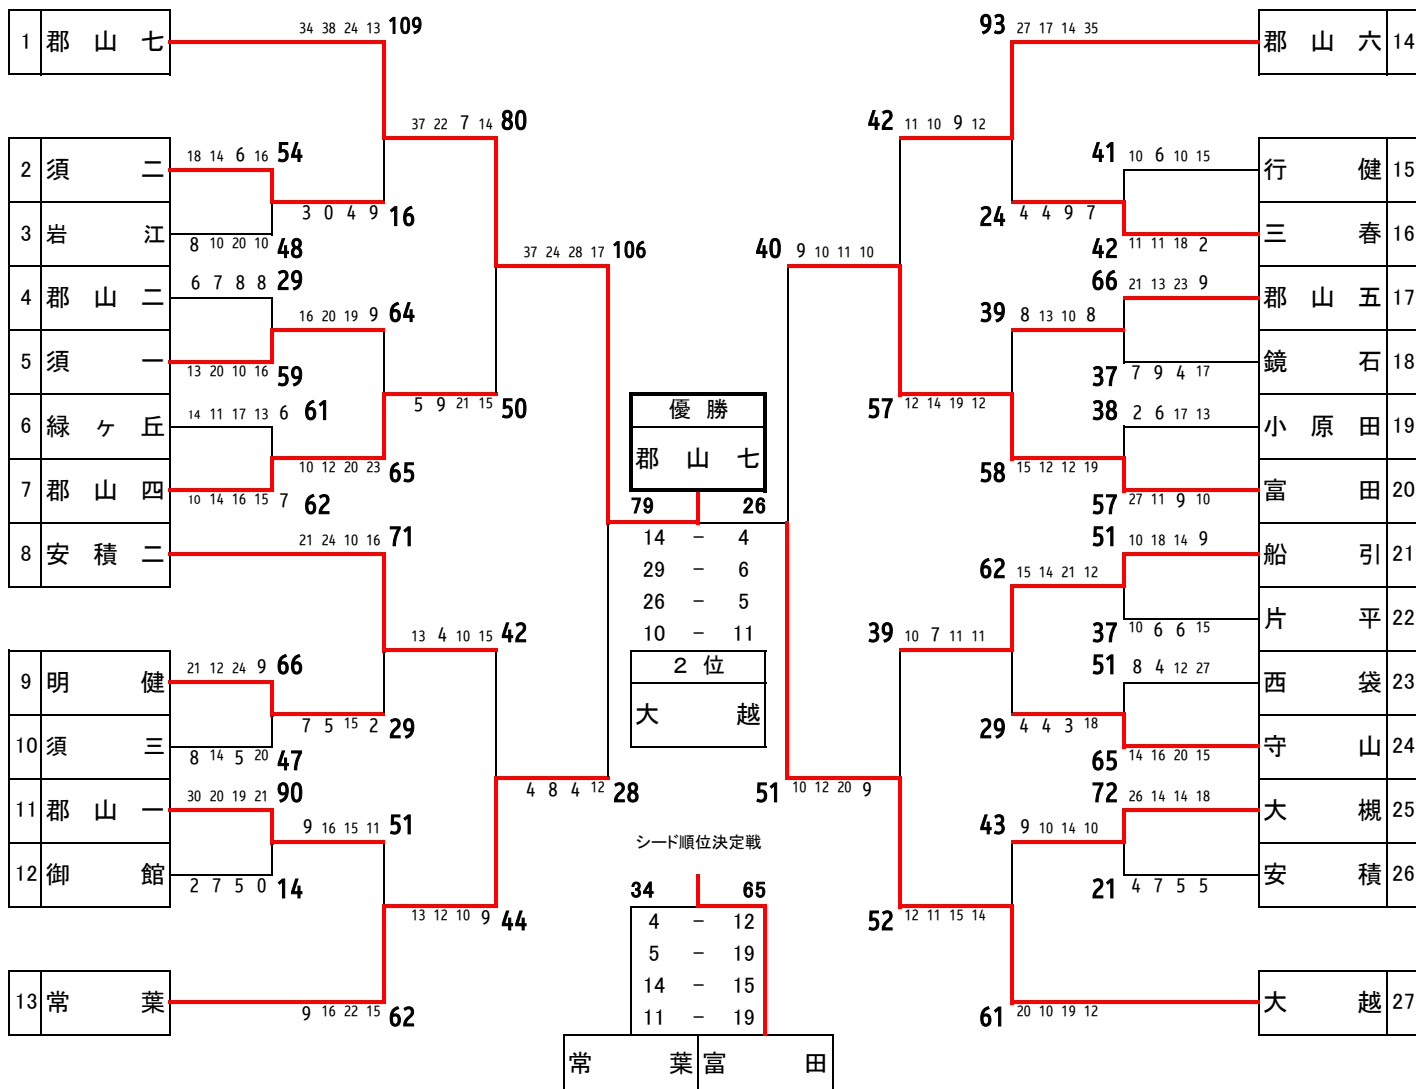 1 郡 山 七
34 38 24 13 109
37 22 7 14 80
2 須 二
18 14 6 16 54
3 0 4 9 16
3 岩 江
8 10 20 10 48
37 24 28 17 106
4 郡 山 二
6 7 8 8 29
16 20 19 9 64
5 須 一
13 20 10 16 59
5 9 21 15 50
6 緑 ヶ 丘
14 11 17 13 6 61
10 12 20 23 65
7 郡 山 四
10 14 16 15 7 62
8 安 積 二
21 24 10 16 71
13 4 10 15 42
9 明 健
21 12 24 9 66
7 5 15 2 29
10 須 三
8 14 5 20 47
4 8 4 12 28
11 郡 山 一
30 20 19 21 90
9 16 15 11 51
12 御 館
2 7 5 0 14
13 12 10 9 44
13 常 葉
9 16 22 15 62
優 勝
郡 山 七
79 26
14 - 4
29 - 6
26 - 5
10 - 11
2 位
大 越
シード順位決定戦
34 65
4 - 12
5 - 19
14 - 15
11 - 19
常 葉 富 田
93 27 17 14 35
郡 山 六 14
42 11 10 9 12
41 10 6 10 15
行 健 15
24 4 4 9 7
42 11 11 18 2
三 春 16
40 9 10 11 10
66 21 13 23 9
郡 山 五 17
39 8 13 10 8
37 7 9 4 17
鏡 石 18
57 12 14 19 12
38 2 6 17 13
小 原 田 19
58 15 12 12 19
57 27 11 9 10
富 田 20
51 10 18 14 9
船 引 21
62 15 14 21 12
37 10 6 6 15
片 平 22
39 10 7 11 11
51 8 4 12 27
西 袋 23
29 4 4 3 18
65 14 16 20 15
守 山 24
51 10 12 20 9
72 26 14 14 18
大 槻 25
43 9 10 14 10
21 4 7 5 5
安 積 26
52 12 11 15 14
61 20 10 19 12
大 越 27